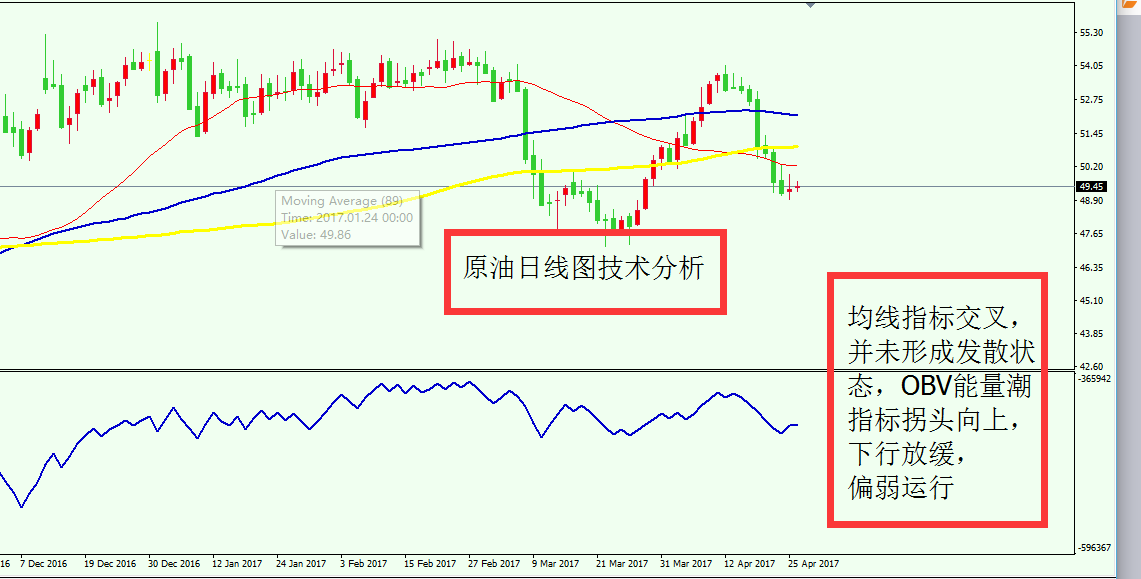 55.30
54.05
52.75
51.45
50.20
49.45
48.90
47.65
46.35
45.10
43.85
42.60
Moving Average (89)
Time: 2017.01.24 00:00
Value: 49.86
原油日线图技术分析
均线指标交叉，
并未形成发散状
态，OBV能量潮
指标拐头向上，
下行放缓，
偏弱运行
-365942
-596367
16 7 Dec 2016 19 Dec 2016 30 Dec 2016 12 Jan 2017 24 Jan 2017 3 Feb 2017 15 Feb 2017 27 Feb 2017 9 Mar 2017 21 Mar 2017 31 Mar 2017 12 Apr 2017 25 Apr 2017